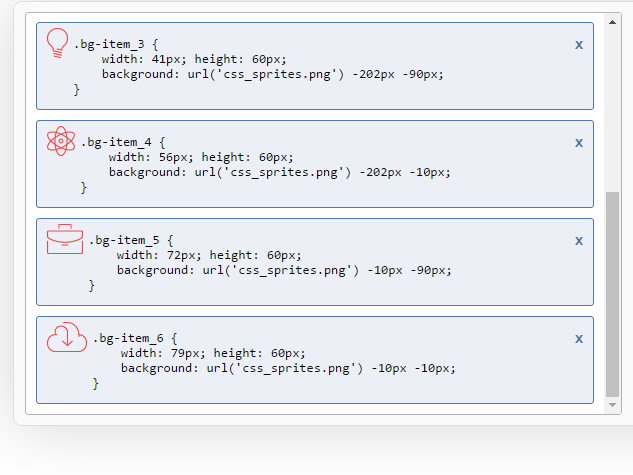 .bg-item_3 {
x
width: 41px; height: 60px;
background: url('css_sprites.png') -202px -90px;
}
.bg-item_4 {
x
width: 56px; height: 60px;
background: url('css_sprites.png') -202px -10px;
}
.bg-item_5 {
x
width: 72px; height: 60px;
background: url('css_sprites.png') -10px -90px;
}
.bg-item_6 {
x
width: 79px; height: 60px;
background: url('css_sprites.png') -10px -10px;
}